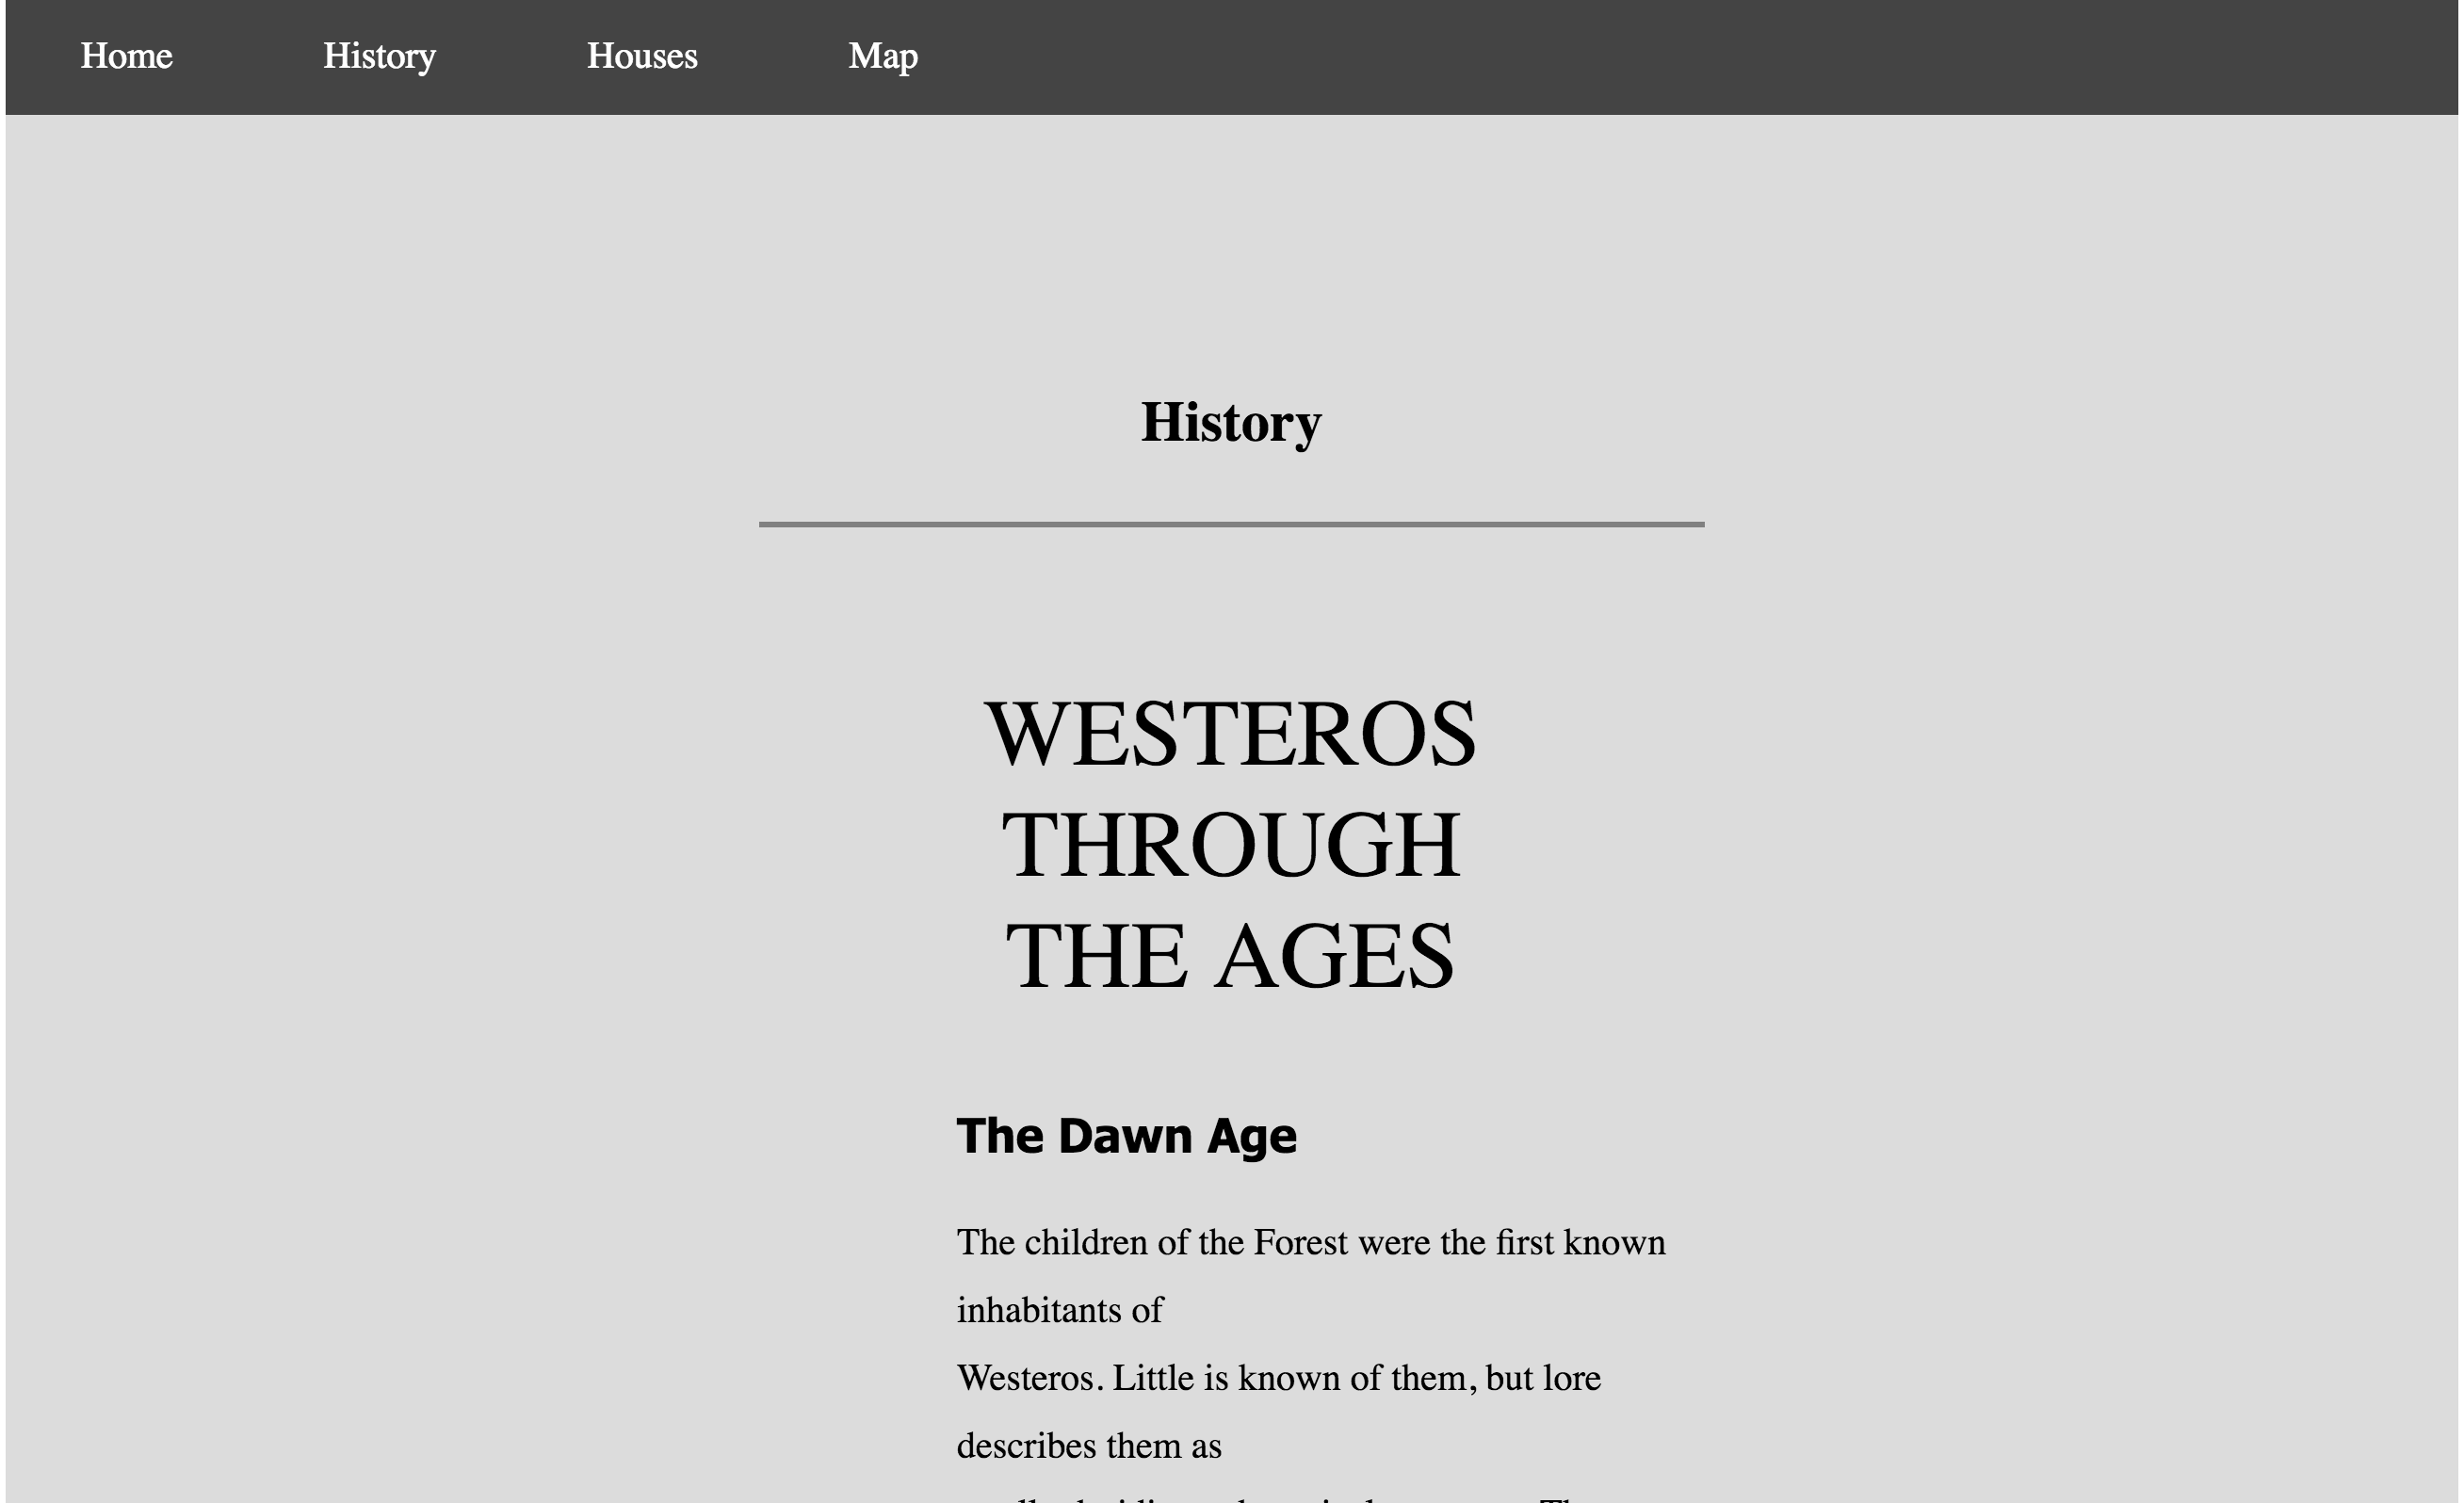 Home History Houses Map
History
WESTEROS
THROUGH
THE AGES
The Dawn Age
The children of the Forest were the first known
inhabitants of
Westeros. Little is known of them, but lore
describes them as